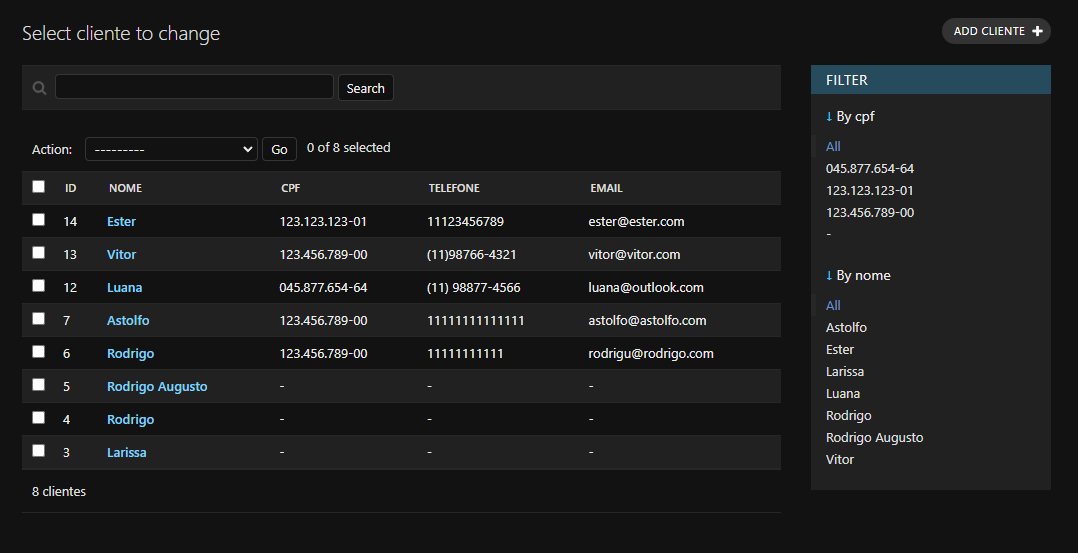 Select cliente to change
ADD CLIENTE +
Search
Action: --------- Go 0 of 8 selected
ID NOME CPF TELEFONE EMAIL
14 Ester 123.123.123-01 11123456789 ester@ester.com
13 Vitor 123.456.789-00 (11)98766-4321 vitor@vitor.com
12 Luana 045.877.654-64 (11) 98877-4566 luana@outlook.com
7 Astolfo 123.456.789-00 11111111111111 astolfo@astolfo.com
6 Rodrigo 123.456.789-00 11111111111 rodrigu@rodrigo.com
5 Rodrigo Augusto - - -
4 Rodrigo - - -
3 Larissa - - -
8 clientes
FILTER
↓ By cpf
All
045.877.654-64
123.123.123-01
123.456.789-00
-
↓ By nome
All
Astolfo
Ester
Larissa
Luana
Rodrigo
Rodrigo Augusto
Vitor